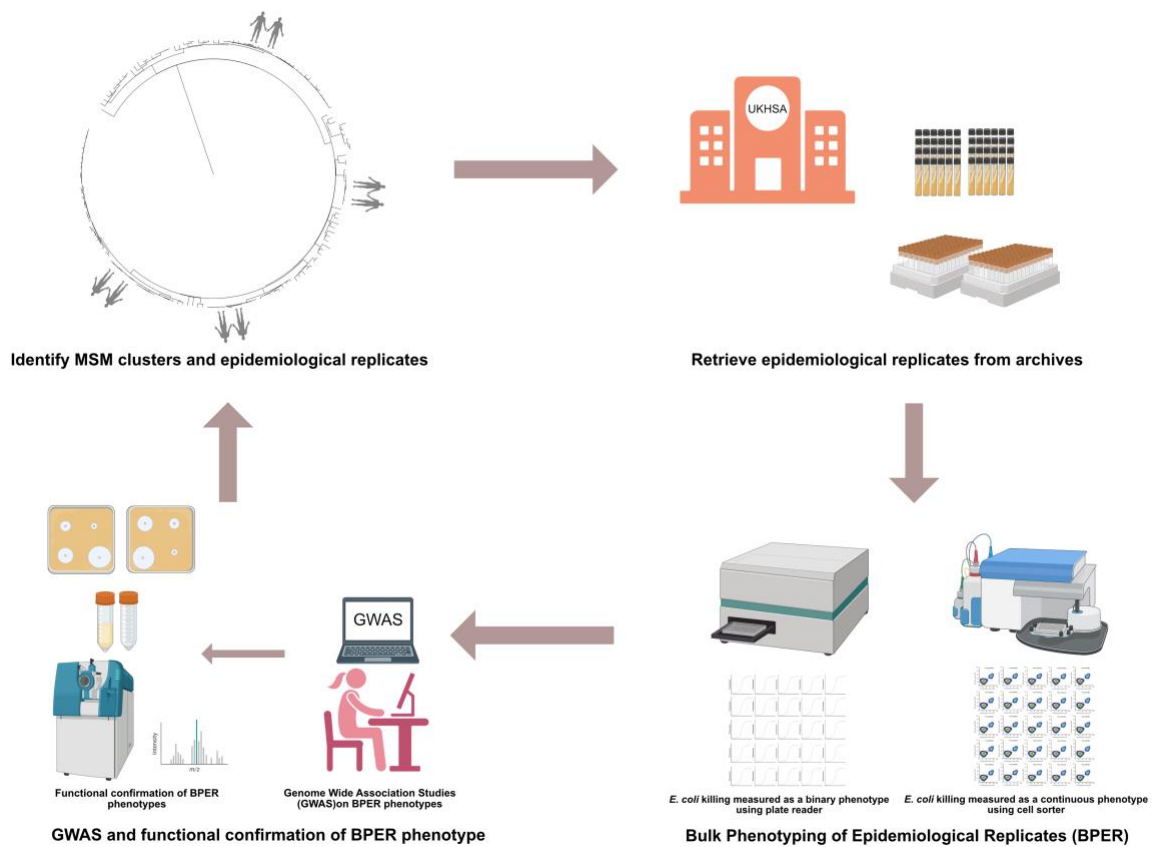 UKHSA
Identify MSM clusters and epidemiological replicates
Retrieve epidemiological replicates from archives
GWAS
Intensity
m/z
Functional confirmation of BPER
phenotypes
Genome Wide Association Studies
(GWAS)on BPER phenotypes
E. coli killing measured as a binary phenotype
using plate reader
E. coli killing measured as a continuous phenotype
using cell sorter
GWAS and functional confirmation of BPER phenotype
Bulk Phenotyping of Epidemiological Replicates (BPER)